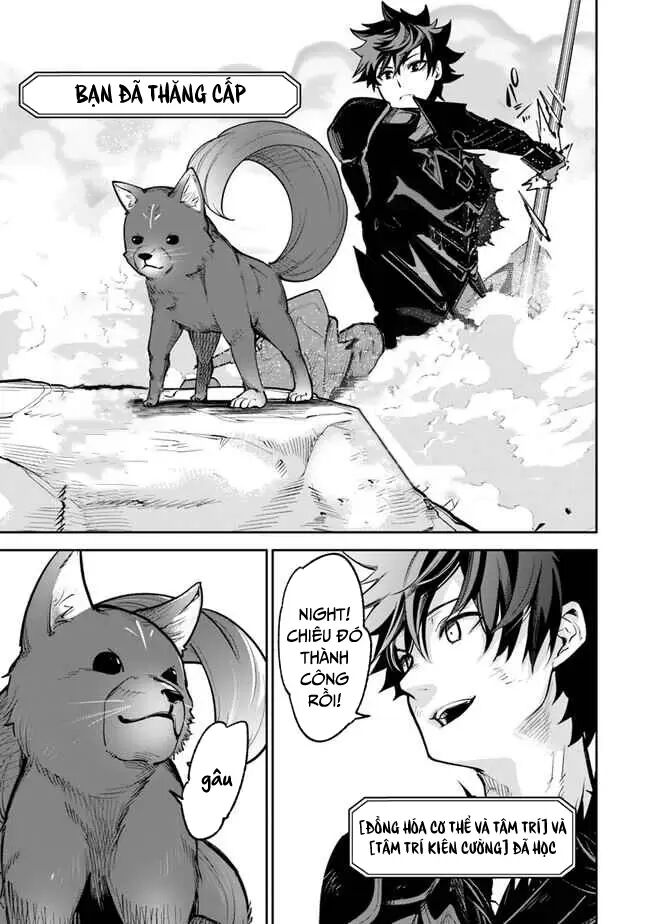 BẠN ĐÃ THĂNG CẤP
NIGHT!
CHIÊU ĐÓ
THÀNH
CÔNG
RỒI!
gâu
[ĐỒNG HÓA CƠ THỂ VÀ TÂM TRÍ] VÀ
[TÂM TRÍ KIÊN CƯỜNG] ĐÃ HỌC